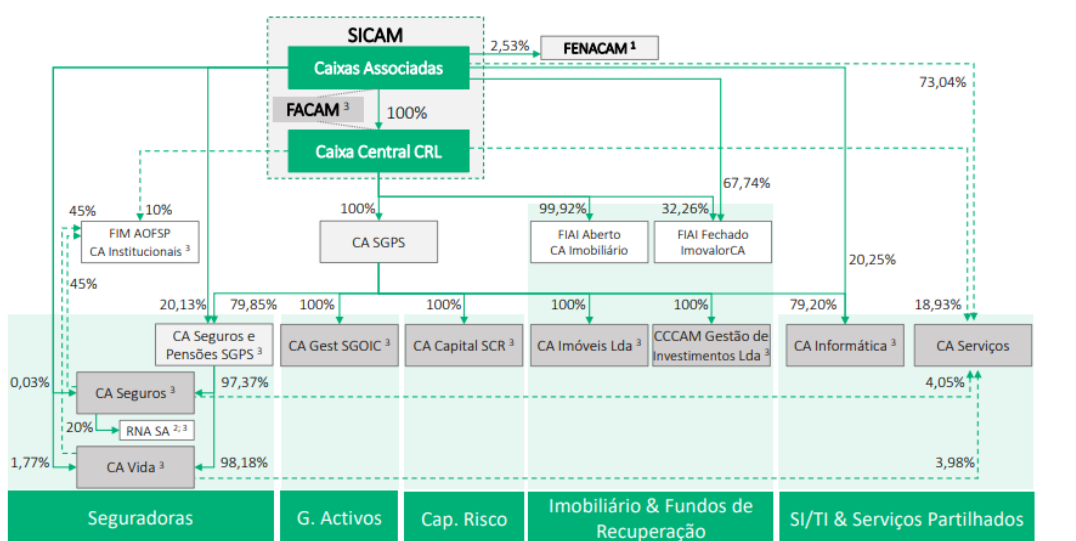 SICAM
Caixas Associadas
2,53%
FENACAM 1
73,04%
FACAM 3
100%
Caixa Central CRL
67,74%
45%
10%
100%
99,92%
32,26%
FIM AOFSP
CA Institucionais 3
CA SGPS
FIAI Aberto
CA Imobiliário
FIAI Fechado
ImovalorCA
20,25%
45%
20,13%
79,85%
100%
100%
100%
100%
79,20%
18,93%
CA Seguros e
Pensões SGPS 3
CA Gest SGOIC 3
CA Capital SCR 3
CA Imóveis Lda 3
CCCAM Gestão de
Investimentos Lda 3
CA Informática 3
CA Serviços
0,03%
CA Seguros 3
97,37%
4,05%
20%
RNA SA 2; 3
1,77%
CA Vida 3
98,18%
3,98%
Seguradoras
G. Activos
Cap. Risco
Imobiliário & Fundos de
Recuperação
SI/TI & Serviços Partilhados